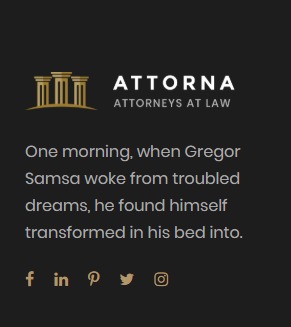 ATTORNA
ATTORNEYS AT LAW
One morning, when Gregor
Samsa woke from troubled
dreams, he found himself
transformed in his bed into.